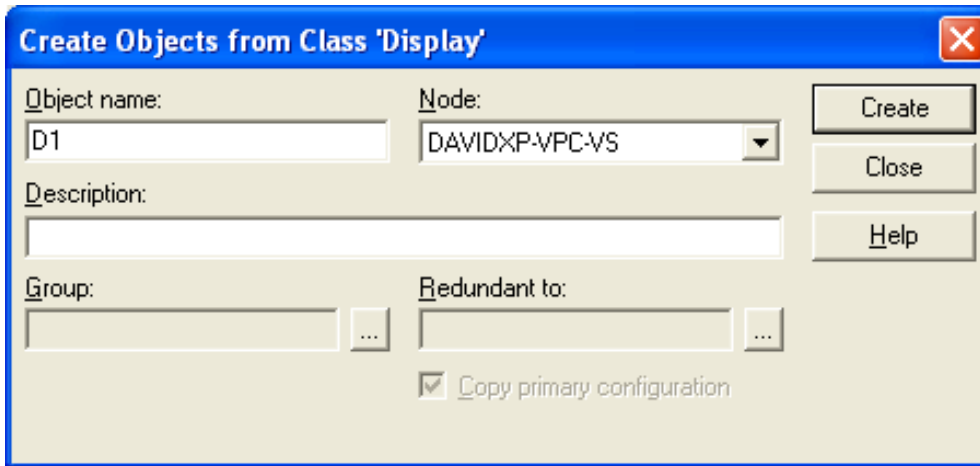 Create Objects from Class 'Display'
Object name:
Node:
Create
D1
DAVIDXP-VPC-VS
Close
Description:
Help
Group:
Redundant to:
...
...
Copy primary configuration